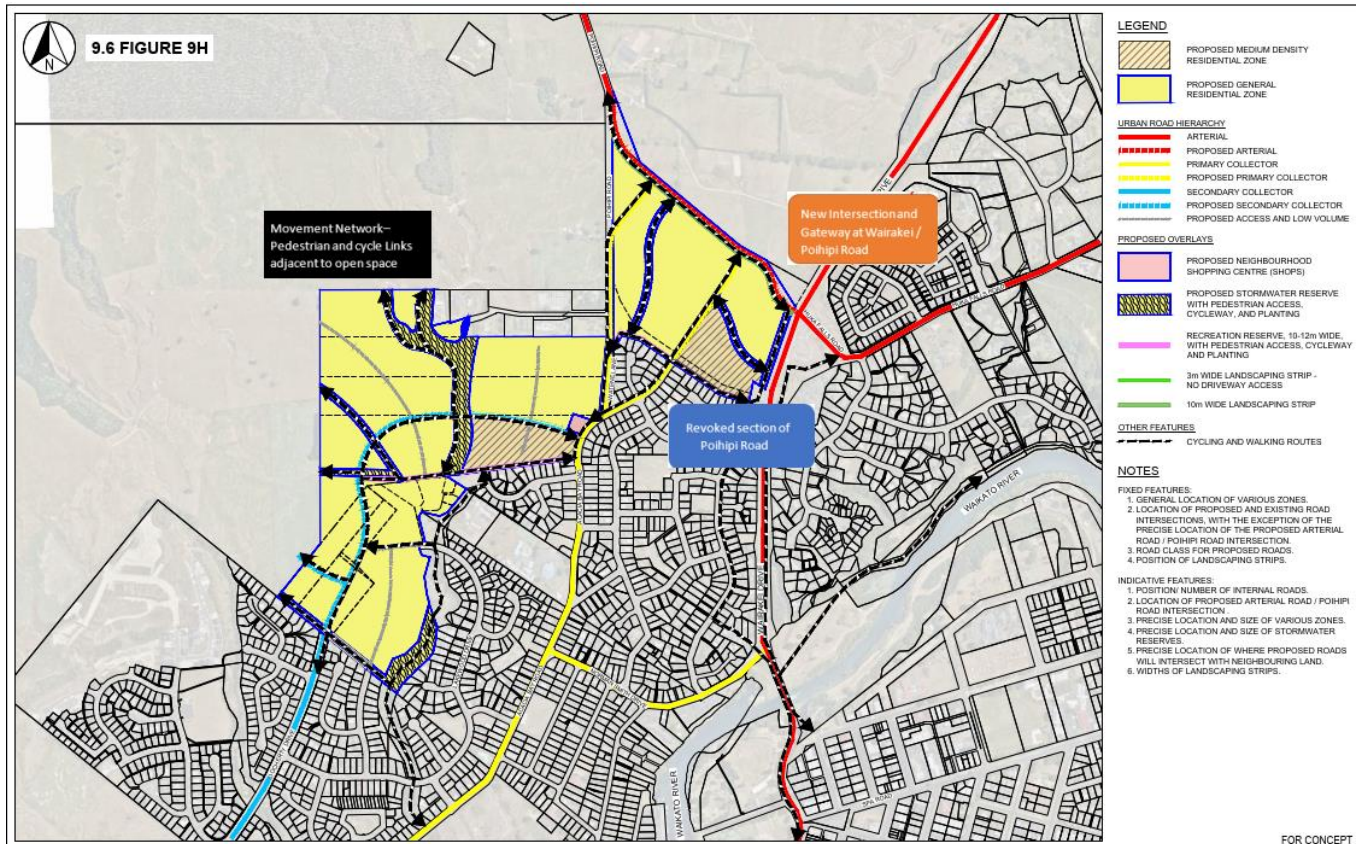 9.6 FIGURE 9H
N
Movement Network–
Pedestrian and cycle Links
adjacent to open space
New Intersection and
Gateway at Wairakei /
Poihipi Road
Revoked section of
Poihipi Road
POIHIPI ROAD
WAIRAKEI DRIVE
WAIKATO RIVER
WAIKATO RIVER
SPA ROAD
LEGEND
PROPOSED MEDIUM DENSITY
RESIDENTIAL ZONE
PROPOSED GENERAL
RESIDENTIAL ZONE
URBAN ROAD HIERARCHY
ARTERIAL
PROPOSED ARTERIAL
PRIMARY COLLECTOR
PROPOSED PRIMARY COLLECTOR
SECONDARY COLLECTOR
PROPOSED SECONDARY COLLECTOR
PROPOSED ACCESS AND LOW VOLUME
PROPOSED OVERLAYS
PROPOSED NEIGHBOURHOOD
SHOPPING CENTRE (SHOPS)
PROPOSED STORMWATER RESERVE
WITH PEDESTRIAN ACCESS,
CYCLEWAY, AND PLANTING
RECREATION RESERVE, 10-12m WIDE,
WITH PEDESTRIAN ACCESS, CYCLEWAY
AND PLANTING
3m WIDE LANDSCAPING STRIP -
NO DRIVEWAY ACCESS
10m WIDE LANDSCAPING STRIP
OTHER FEATURES
CYCLING AND WALKING ROUTES
NOTES
FIXED FEATURES:
1. GENERAL LOCATION OF VARIOUS ZONES.
2. LOCATION OF PROPOSED AND EXISTING ROAD
INTERSECTIONS, WITH THE EXCEPTION OF THE
PRECISE LOCATION OF THE PROPOSED ARTERIAL
ROAD / POIHIPI ROAD INTERSECTION.
3. ROAD CLASS FOR PROPOSED ROADS.
4. POSITION OF LANDSCAPING STRIPS.
INDICATIVE FEATURES:
1. POSITION/ NUMBER OF INTERNAL ROADS.
2. LOCATION OF PROPOSED ARTERIAL ROAD / POIHIPI
ROAD INTERSECTION .
3. PRECISE LOCATION AND SIZE OF VARIOUS ZONES.
4. PRECISE LOCATION AND SIZE OF STORMWATER
RESERVES.
5. PRECISE LOCATION OF WHERE PROPOSED ROADS
WILL INTERSECT WITH NEIGHBOURING LAND.
6. WIDTHS OF LANDSCAPING STRIPS.
FOR CONCEPT